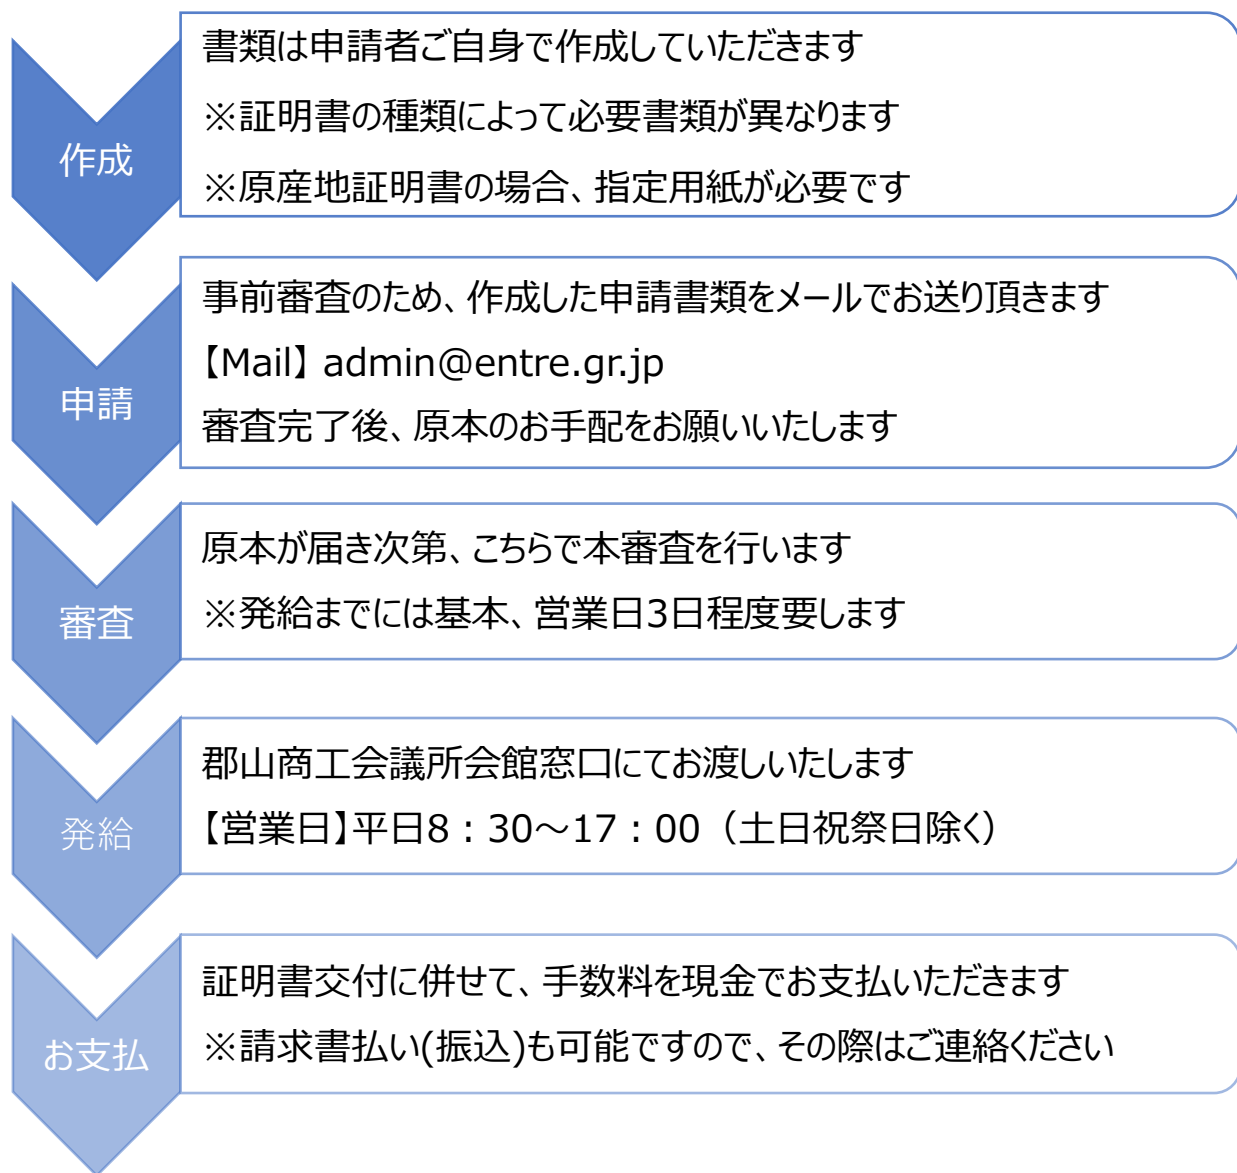 作成
書類は申請者ご自身で作成していただきます
※証明書の種類によって必要書類が異なります
※原産地証明書の場合、指定用紙が必要です
申請
事前審査のため、作成した申請書類をメールでお送り頂きます
【Mail】 admin@entre.gr.jp
審査完了後、原本のお手配をお願いいたします
審査
原本が届き次第、こちらで本審査を行います
※発給までには基本、営業日3日程度要します
発給
郡山商工会議所会館窓口にてお渡しいたします
【営業日】平日8：30～17：00（土日祝祭日除く）
お支払
証明書交付に併せて、手数料を現金でお支払いただきます
※請求書払い(振込)も可能ですので、その際はご連絡ください